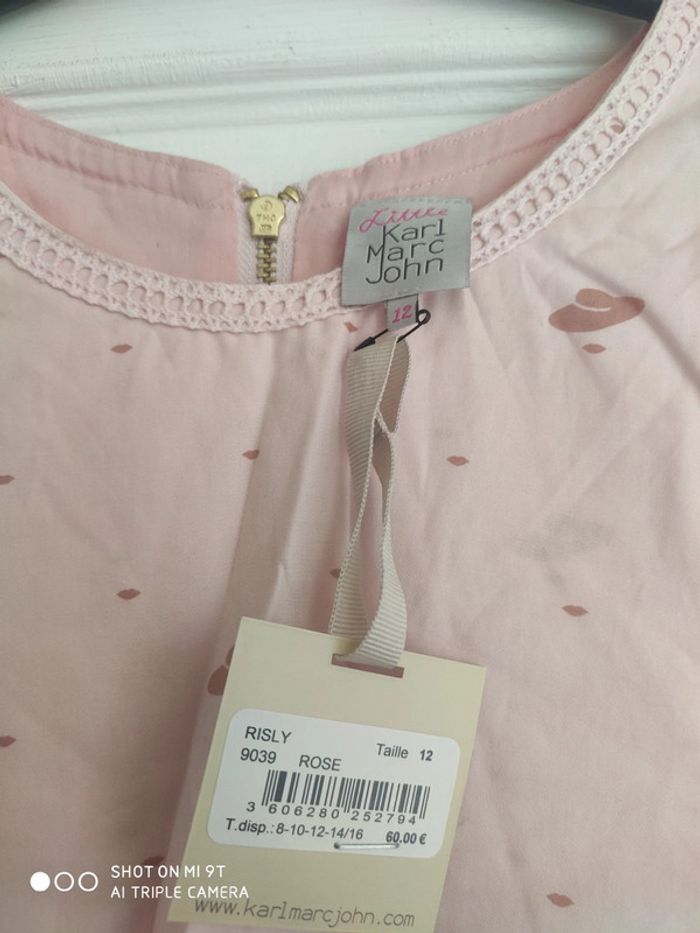 Little
Karl
Marc
John
12
RISLY
9039 ROSE
Taille 12
3 606280 252794
T.disp.:8-10-12-14/16 60.00 €
www.karlmarcjohn.com
SHOT ON MI 9T
AI TRIPLE CAMERA